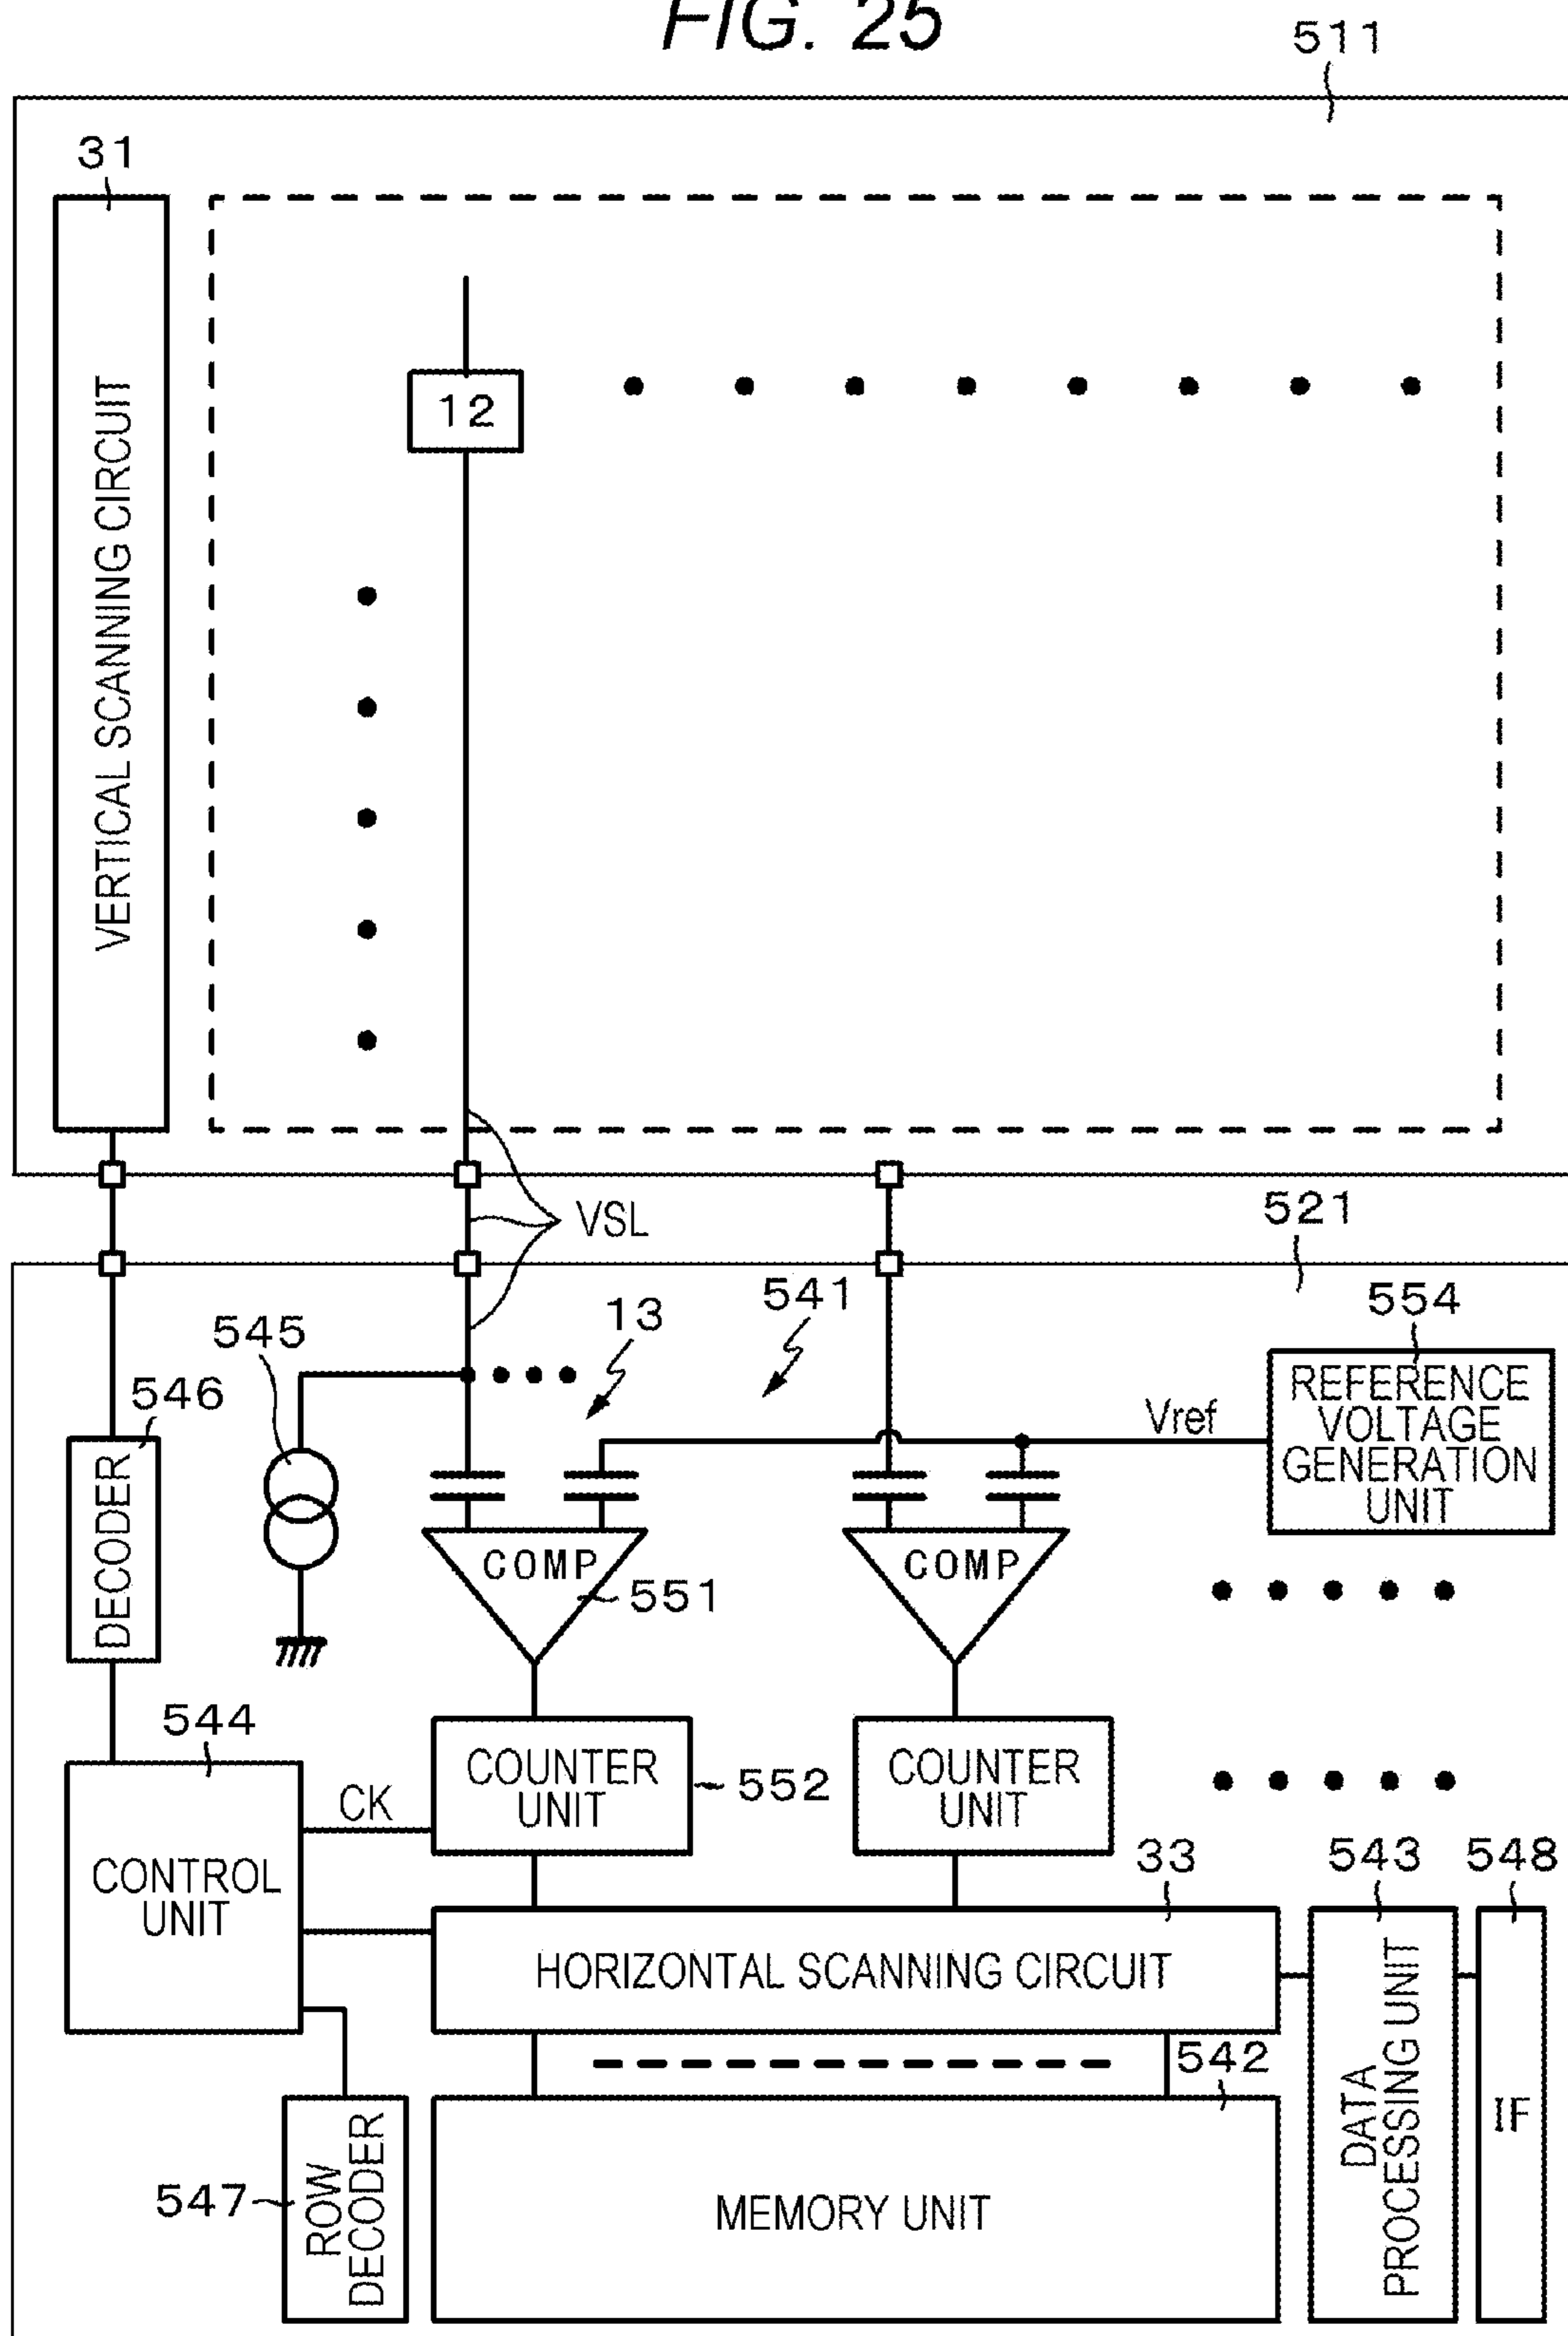 FIG. 25
511
31
VERTICAL SCANNING CIRCUIT
12
VSL
521
541
13
554
545
546
REFERENCE
VOLTAGE
GENERATION
UNIT
Vref
DECODER
COMP
COMP
551
544
COUNTER
UNIT
552
COUNTER
UNIT
CK
CONTROL
UNIT
33
543
548
HORIZONTAL SCANNING CIRCUIT
DATA
PROCESSING UNIT
IF
542
547
ROW
DECODER
MEMORY UNIT